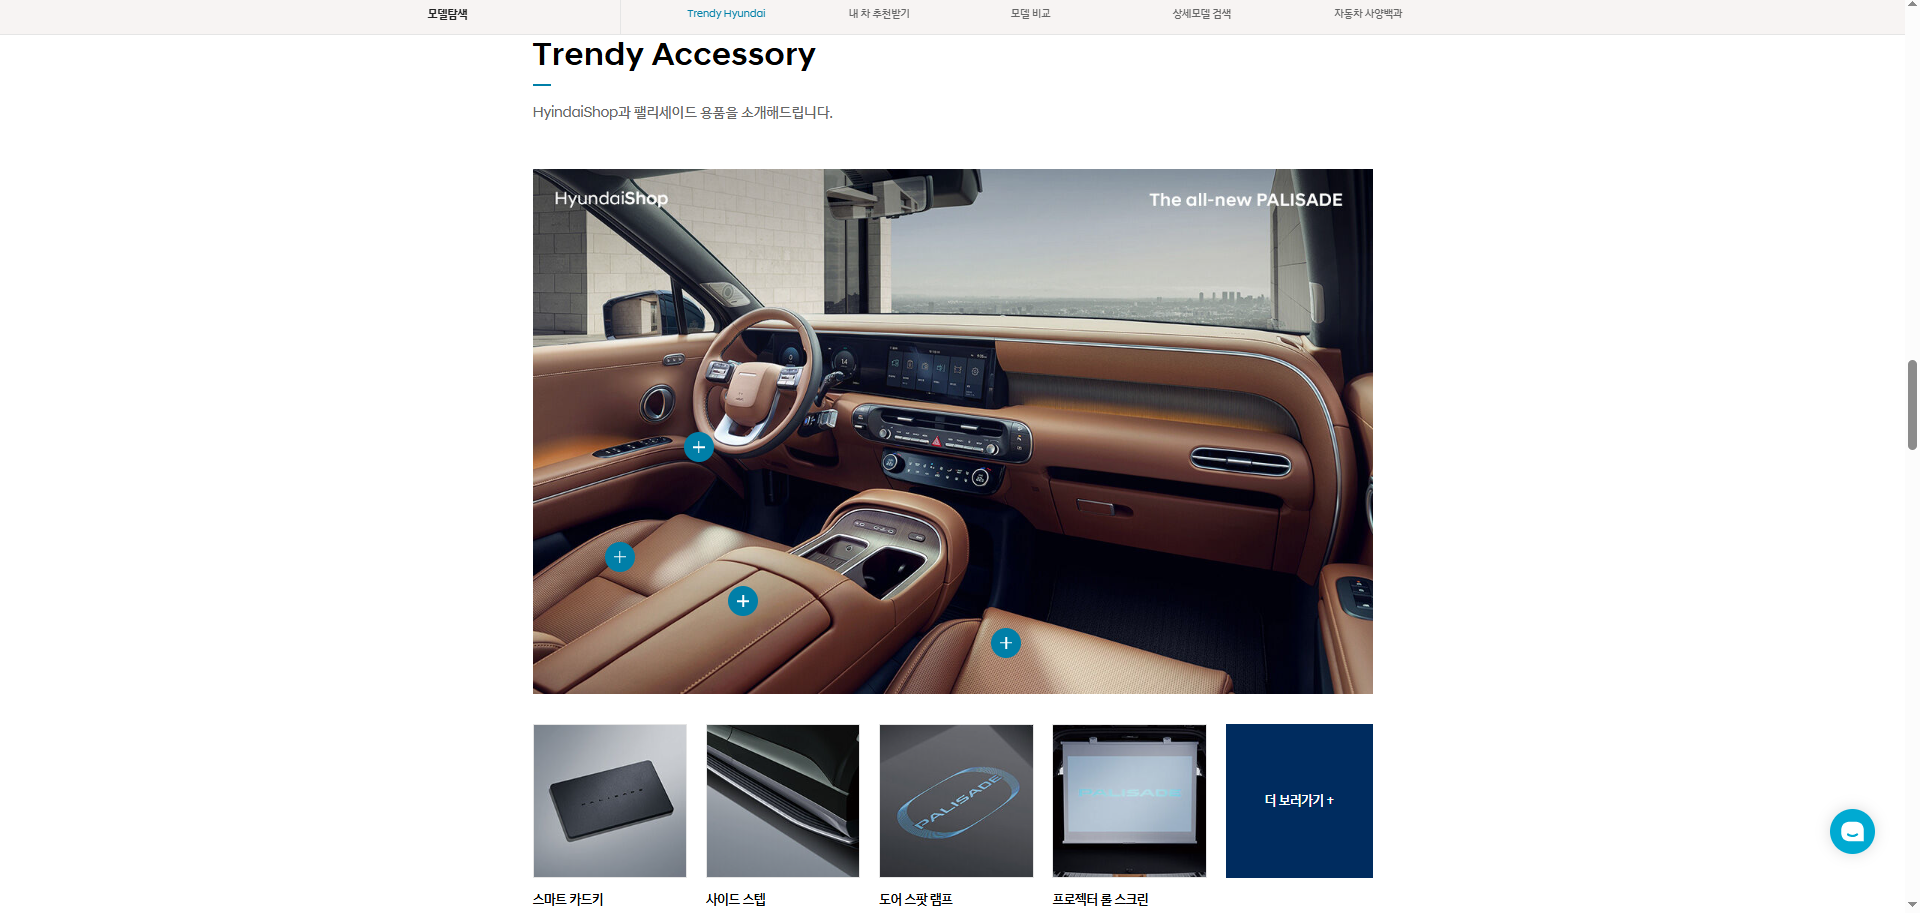 모델탐색
Trendy Hyundai
내 차 추천받기
모델 비교
상세모델 검색
자동차 사양백과
Trendy Accessory
HyindaiShop과 팰리세이드 용품을 소개해드립니다.
HyundaiShop
The all-new PALISADE
PALISADE
PALISADE
PALISADE
더 보러가기 +
스마트 카드키
사이드 스텝
도어 스팟 램프
프로젝터 롤 스크린